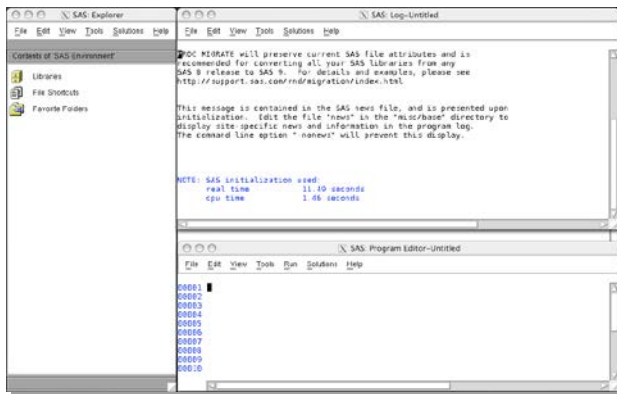 SAS: Explorer
File Edit View Tools Solutions Help
Contents of 'SAS Environment'
Libraries
File Shortcuts
Favorite Folders
SAS: Log-Untitled
File Edit View Tools Solutions Help
PROC MIGRATE will preserve current SAS file attributes and is
recommended for converting all your SAS libraries from any
SAS 8 release to SAS 9. For details and examples, please see
http://support.sas.com/rnd/migration/index.html
This message is contained in the SAS news file, and is presented upon
initialization. Edit the file "news" in the "misc/base" directory to
display site specific news and information in the program log.
The command line option "-nonews" will prevent this display.
NOTE: SAS initialization used:
real time 11.49 seconds
cpu time 1.46 seconds
SAS: Program Editor-Untitled
File Edit View Tools Run Solutions Help
00001
00002
00003
00004
00005
00006
00007
00008
00009
00010